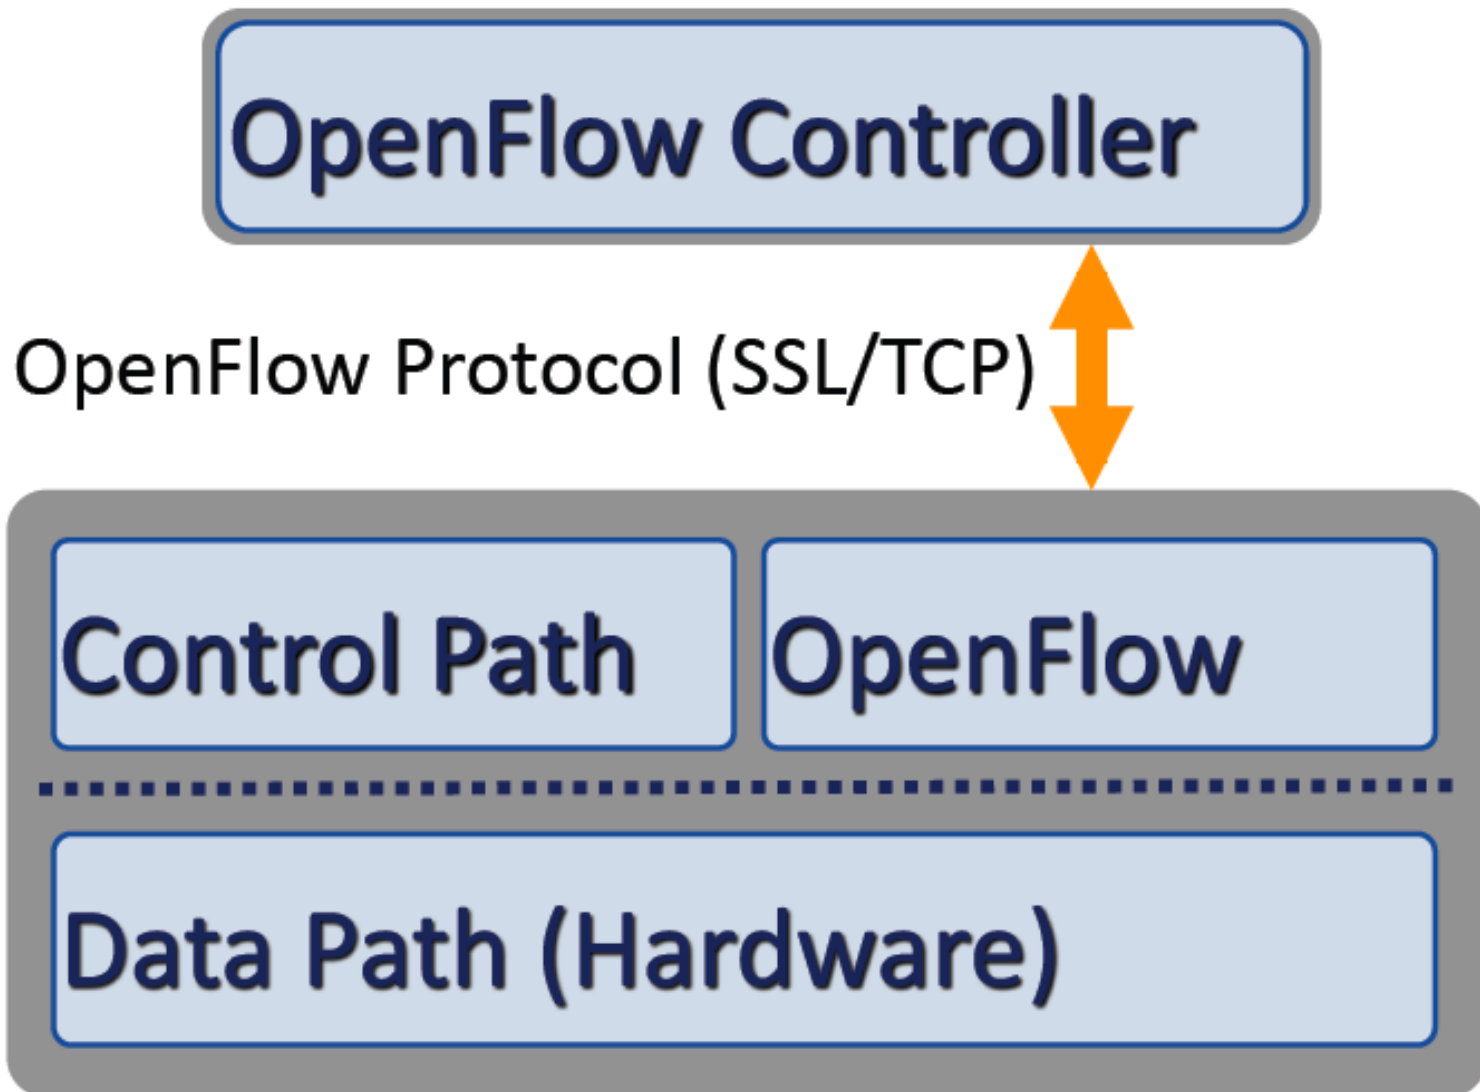 OpenFlow Controller
OpenFlow Protocol (SSL/TCP)
Control Path
OpenFlow
Data Path (Hardware)